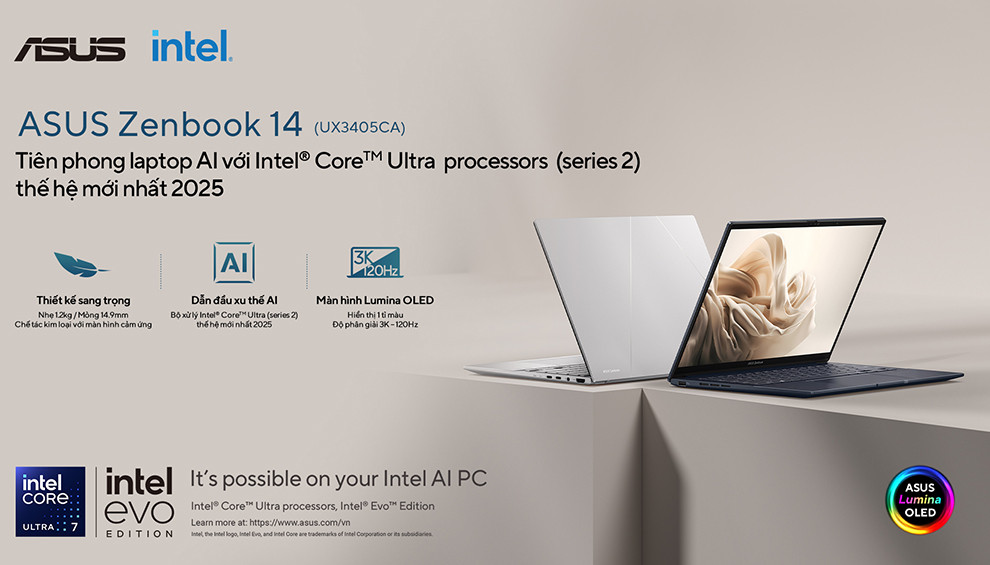 ASUS intel.
ASUS Zenbook 14 (UX3405CA)
Tiên phong laptop AI với Intel® Core™ Ultra processors (series 2)
thế hệ mới nhất 2025
AI
3K
120Hz
Thiết kế sang trọng
Nhẹ 1.2kg / Mỏng 14.9mm
Chế tác kim loại với màn hình cảm ứng
Dẫn đầu xu thế AI
Bộ xử lý Intel® Core™ Ultra (series 2)
thế hệ mới nhất 2025
Màn hình Lumina OLED
Hiển thị 1 tỉ màu
Độ phân giải 3K – 120Hz
intel
CORE
ULTRA 7
intel
evo
EDITION
It's possible on your Intel AI PC
Intel® Core™ Ultra processors, Intel® Evo™ Edition
Learn more at: https://www.asus.com/vn
Intel, the Intel logo, Intel Evo, and Intel Core are trademarks of Intel Corporation or its subsidiaries.
ASUS
Lumina
OLED